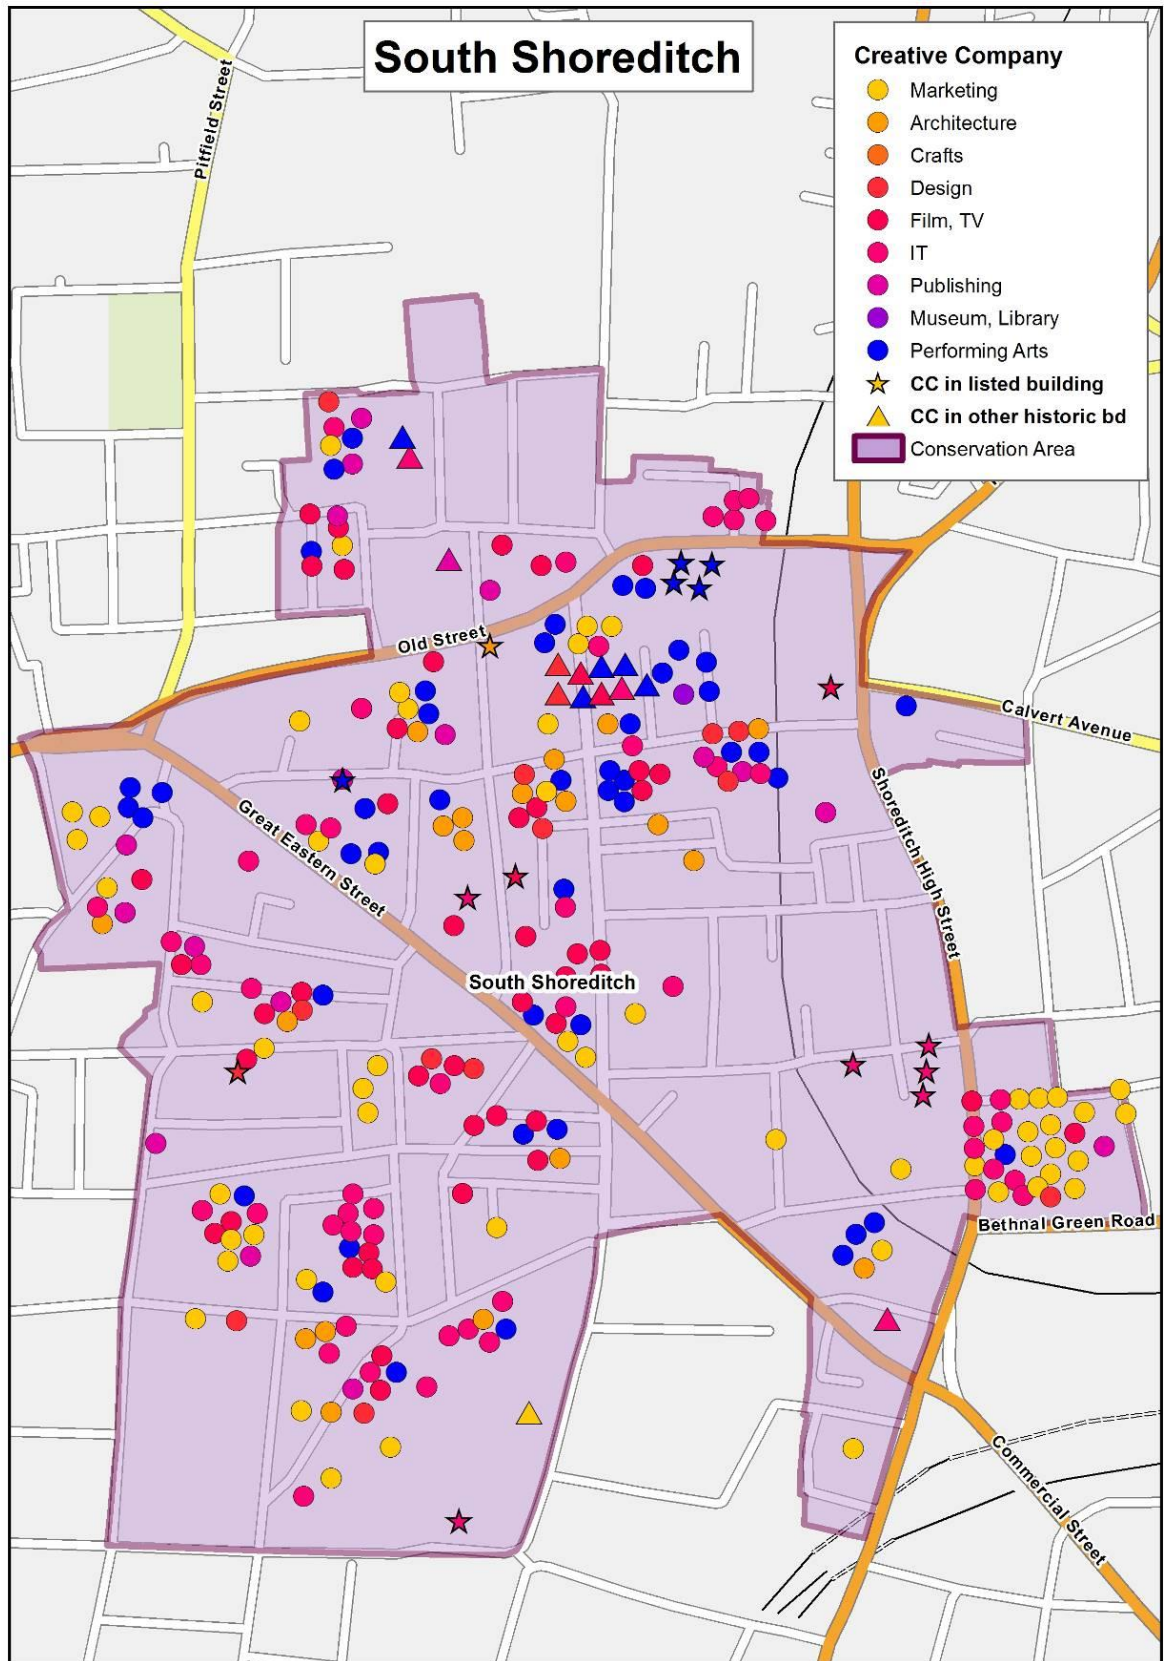 South Shoreditch
Creative Company
Marketing
Architecture
Crafts
Design
Film, TV
IT
Publishing
Museum, Library
Performing Arts
CC in listed building
CC in other historic bd
Conservation Area
Pitfield Street
Old Street
Calvert Avenue
Great Eastern Street
Shoreditch High Street
South Shoreditch
Bethnal Green Road
Commercial Street